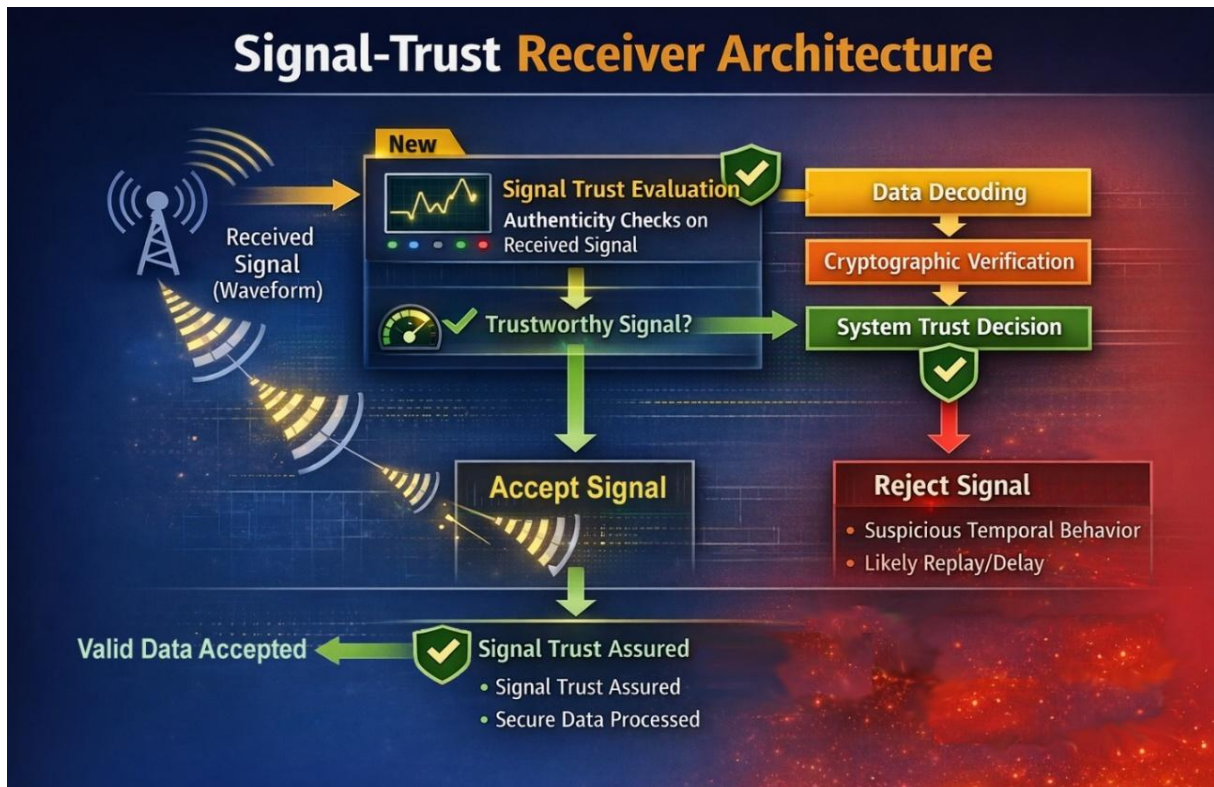 Signal-Trust Receiver Architecture
New
Signal Trust Evaluation
Authenticity Checks on
Received Signal
Received
Signal
(Waveform)
Trustworthy Signal?
Data Decoding
Cryptographic Verification
System Trust Decision
Accept Signal
Reject Signal
• Suspicious Temporal Behavior
• Likely Replay/Delay
Valid Data Accepted
Signal Trust Assured
• Signal Trust Assured
• Secure Data Processed